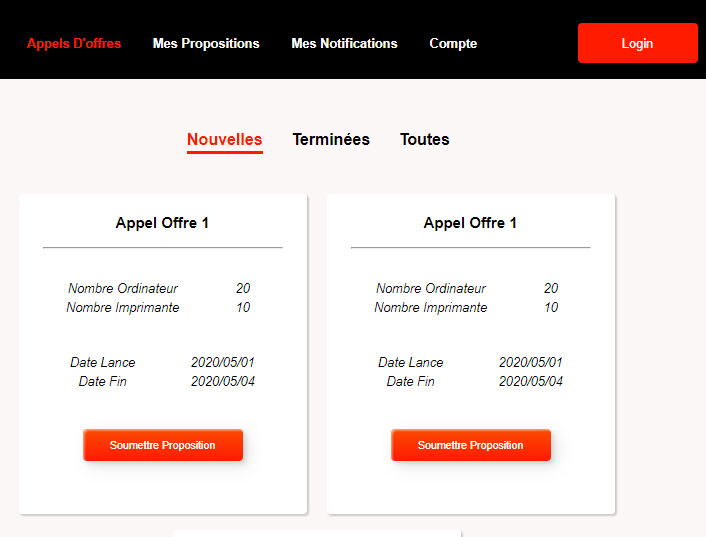 Appels D'offres Mes Propositions Mes Notifications Compte Login
Nouvelles Terminées Toutes
Appel Offre 1
Nombre Ordinateur 20
Nombre Imprimante 10
Date Lance 2020/05/01
Date Fin 2020/05/04
Soumettre Proposition
Appel Offre 1
Nombre Ordinateur 20
Nombre Imprimante 10
Date Lance 2020/05/01
Date Fin 2020/05/04
Soumettre Proposition